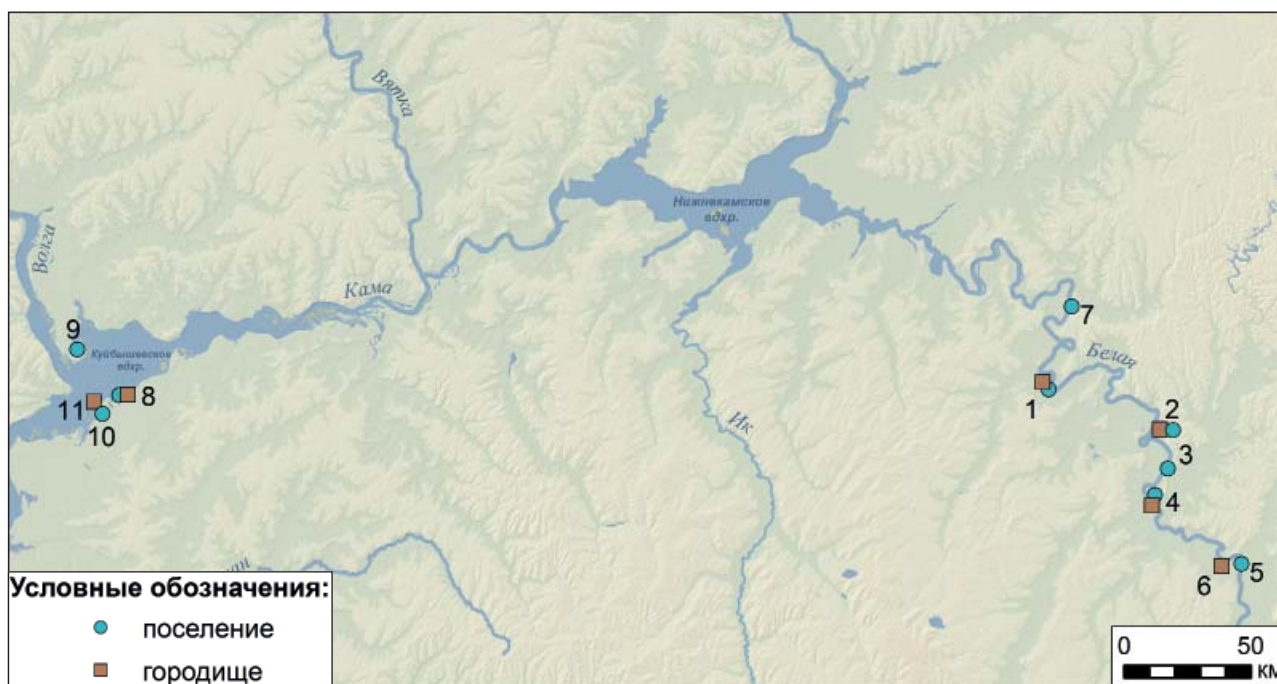 Вятка
Нижнекамское
вдхр.
Волга
Кама
7
9
Куйбышевское
вдхр.
Белая
1
8
11
10
Ик
2
3
4
ан
5
6
Условные обозначения:
поселение
городище
0 50
КМ